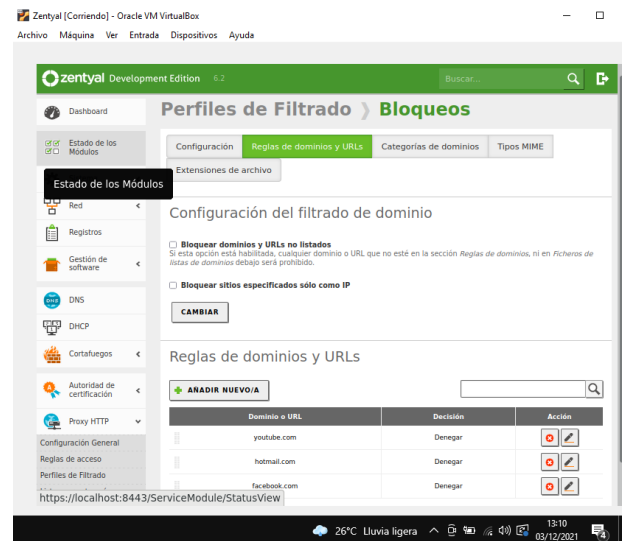 Zentyal [Corriendo] - Oracle VM VirtualBox
Archivo Máquina Ver Entrada Dispositivos Ayuda
zentyal Development Edition 6.2
Buscar...
Dashboard
Perfiles de Filtrado Bloqueos
Estado de los
Módulos
Configuración Reglas de dominios y URLs Categorías de dominios Tipos MIME
Extensiones de archivo
Estado de los Módulos
Red
Configuración del filtrado de dominio
Registros
Bloquear dominios y URLs no listados
Si esta opción está habilitada, cualquier dominio o URL que no esté en la sección Reglas de dominios, ni en Ficheros de
listas de dominios debajo será prohibido.
Gestión de
software
Bloquear sitios especificados sólo como IP
DNS
CAMBIAR
DHCP
Cortafuegos
Reglas de dominios y URLs
Autoridad de
certificación
AÑADIR NUEVO/A
Proxy HTTP
Dominio o URL Decisión Acción
Configuración General
youtube.com Denegar
Reglas de acceso
hotmail.com Denegar
Perfiles de Filtrado
facebook.com Denegar
https://localhost:8443/ServiceModule/StatusView
26°C Lluvia ligera
13:10
03/12/2021
4